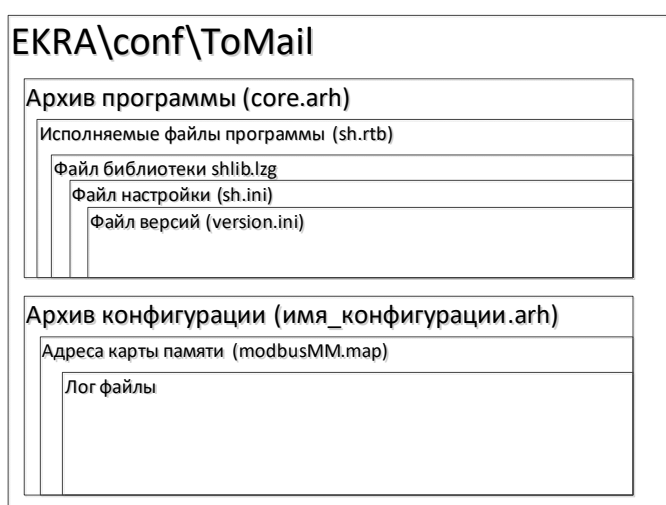 EKRA\conf\ToMail
Архив программы (core.arh)
Исполняемые файлы программы (sh.rtb)
Файл библиотеки shlib.lzg
Файл настройки (sh.ini)
Файл версий (version.ini)
Архив конфигурации (имя_конфигурации.arh)
Адреса карты памяти (modbusMM.map)
Лог файлы